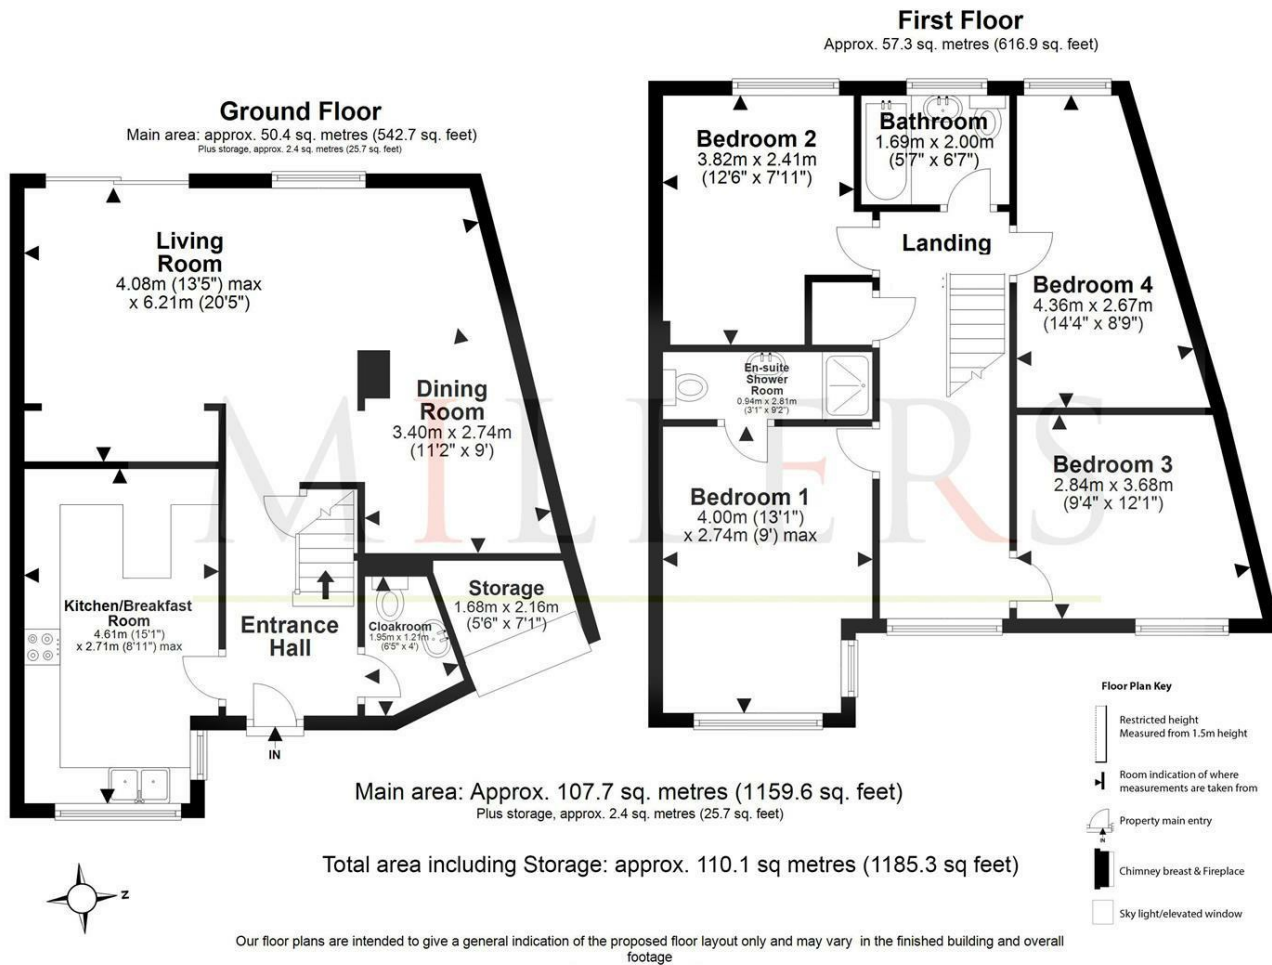 First Floor
Approx. 57.3 sq. metres (616.9 sq. feet)
Ground Floor
Main area: approx. 50.4 sq. metres (542.7 sq. feet)
Plus storage, approx. 2.4 sq. metres (25.7 sq. feet)
Living
Room
4.08m (13'5") max
x 6.21m (20'5")
Dining
Room
3.40m x 2.74m
(11'2" x 9')
Kitchen/Breakfast
Room
4.61m (15'1")
x 2.71m (8'11") max
Entrance
Hall
Cloakroom
1.95m x 1.21m
(6'5" x 4')
Storage
1.68m x 2.16m
(5'6" x 7'1")
IN
Bedroom 2
3.82m x 2.41m
(12'6" x 7'11")
Bathroom
1.69m x 2.00m
(5'7" x 6'7")
Landing
Bedroom 4
4.36m x 2.67m
(14'4" x 8'9")
En-suite
Shower
Room
0.94m x 2.81m
(3'1" x 9'2")
Bedroom 1
4.00m (13'1")
x 2.74m (9') max
Bedroom 3
2.84m x 3.68m
(9'4" x 12'1")
MILLERS
Floor Plan Key
Restricted height
Measured from 1.5m height
Room indication of where
measurements are taken from
Property main entry
IN
Chimney breast & Fireplace
Sky light/elevated window
Main area: Approx. 107.7 sq. metres (1159.6 sq. feet)
Plus storage, approx. 2.4 sq. metres (25.7 sq. feet)
Total area including Storage: approx. 110.1 sq metres (1185.3 sq feet)
Z
Our floor plans are intended to give a general indication of the proposed floor layout only and may vary in the finished building and overall
footage